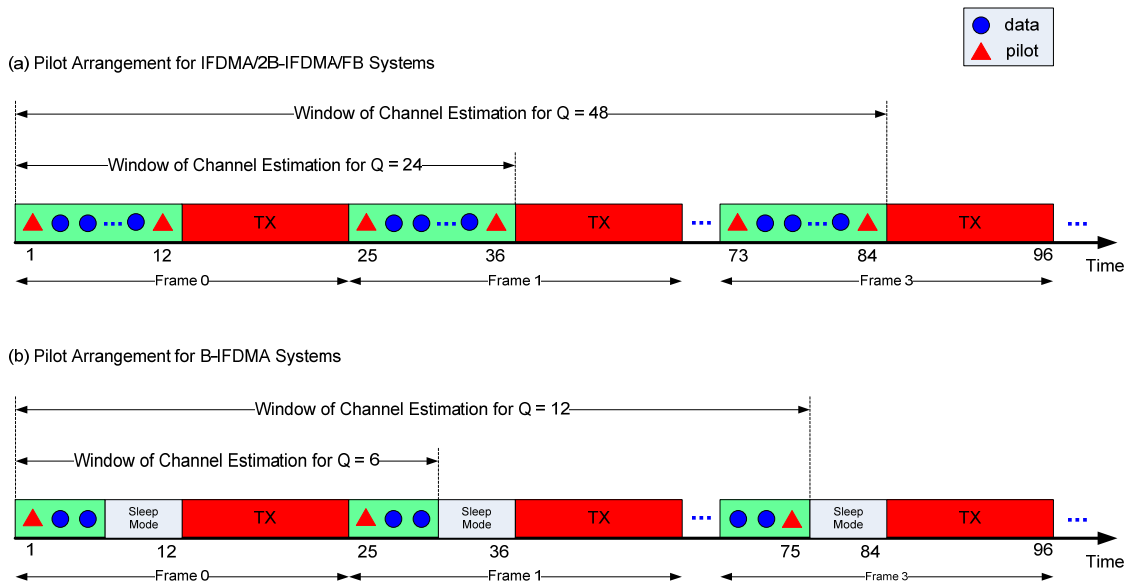 data
pilot
(a) Pilot Arrangement for IFDMA/2B-IFDMA/FB Systems
Window of Channel Estimation for Q = 48
Window of Channel Estimation for Q = 24
TX TX TX
1 12 25 36 73 84 96
Time
Frame 0 Frame 1 Frame 3
(b) Pilot Arrangement for B-IFDMA Systems
Window of Channel Estimation for Q = 12
Window of Channel Estimation for Q = 6
Sleep Mode TX Sleep Mode TX Sleep Mode TX
1 12 25 36 75 84 96
Time
Frame 0 Frame 1 Frame 3